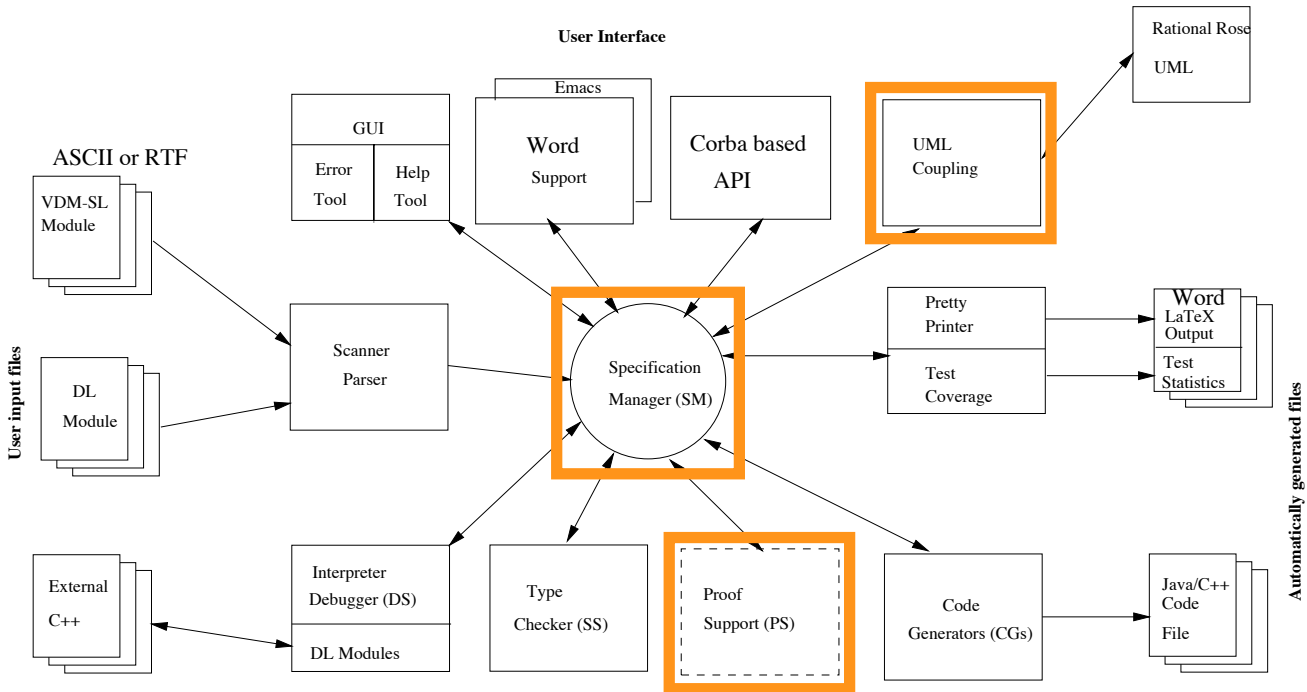 User Interface
Rational Rose
UML
Emacs
Word
Support
GUI
Error
Tool
Help
Tool
Corba based
API
UML
Coupling
ASCII or RTF
VDM-SL
Module
User input files
DL
Module
Scanner
Parser
Specification
Manager (SM)
Pretty
Printer
Test
Coverage
Word
LaTeX
Output
Test
Statistics
Automatically generated files
External
C++
Interpreter
Debugger (DS)
DL Modules
Type
Checker (SS)
Proof
Support (PS)
Code
Generators (CGs)
Java/C++
Code
File